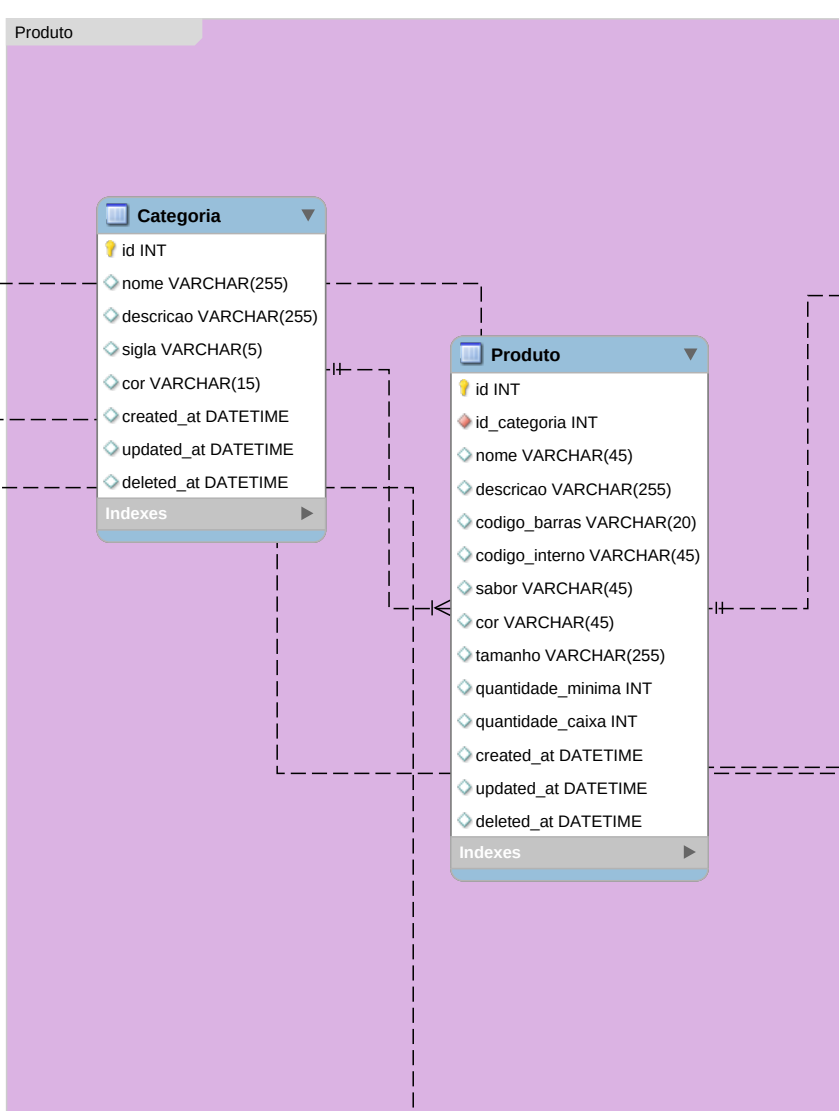 Produto
Categoria
id INT
nome VARCHAR(255)
descricao VARCHAR(255)
sigla VARCHAR(5)
cor VARCHAR(15)
created_at DATETIME
updated_at DATETIME
deleted_at DATETIME
Indexes
Produto
id INT
id_categoria INT
nome VARCHAR(45)
descricao VARCHAR(255)
codigo_barras VARCHAR(20)
codigo_interno VARCHAR(45)
sabor VARCHAR(45)
cor VARCHAR(45)
tamanho VARCHAR(255)
quantidade_minima INT
quantidade_caixa INT
created_at DATETIME
updated_at DATETIME
deleted_at DATETIME
Indexes